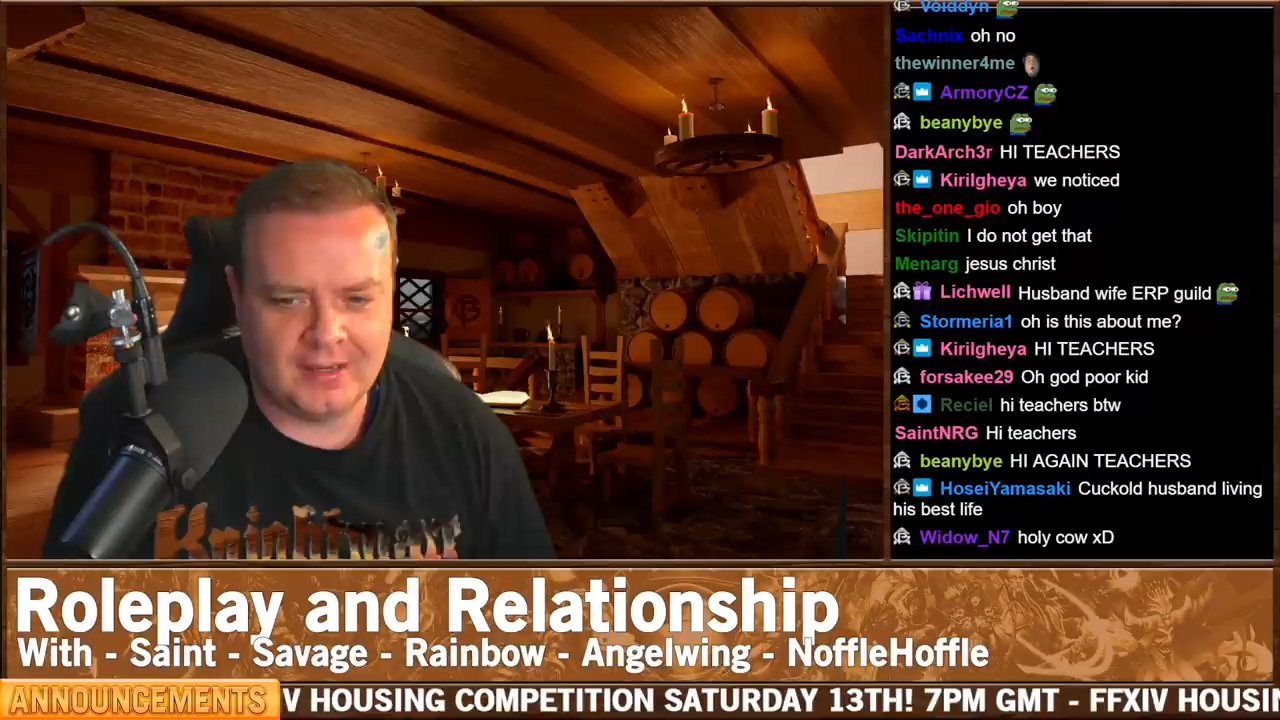 Voiddyn
Sachnix oh no
thewinner4me
ArmoryCZ
beanybye
DarkArch3r HI TEACHERS
Kirilgheya we noticed
the_one_gio oh boy
Skipitin I do not get that
Menarg jesus christ
Lichwell Husband wife ERP guild
Stormeria1 oh is this about me?
Kirilgheya HI TEACHERS
forsakee29 Oh god poor kid
Reciel hi teachers btw
SaintNRG Hi teachers
beanybye HI AGAIN TEACHERS
HoseiYamasaki Cuckold husband living
his best life
Widow_N7 holy cow xD
Roleplay and Relationship
With - Saint - Savage - Rainbow - Angelwing - NoffleHoffle
ANNOUNCEMENTS V HOUSING COMPETITION SATURDAY 13TH! 7PM GMT - FFXIV HOUSIN